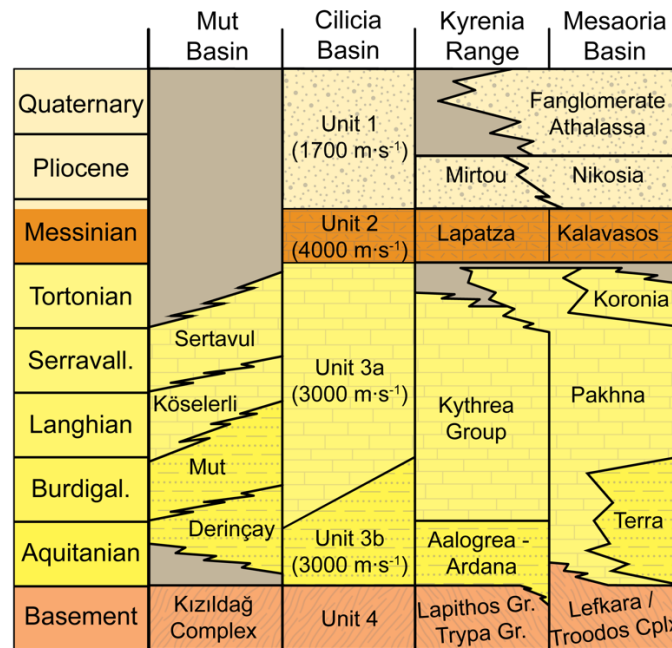 Mut
Basin
Cilicia
Basin
Kyrenia
Range
Mesaoria
Basin
Quaternary
Pliocene
Messinian
Tortonian
Serravall.
Langhian
Burdigal.
Aquitanian
Basement
Sertavul
Köselerli
Mut
Derinçay
Kızıldağ
Complex
Unit 1
(1700 m·s⁻¹)
Unit 2
(4000 m·s⁻¹)
Unit 3a
(3000 m·s⁻¹)
Unit 3b
(3000 m·s⁻¹)
Unit 4
Mirtou
Lapatza
Kythrea
Group
Aalogrea -
Ardana
Lapithos Gr.
Trypa Gr.
Fanglomerate
Athalassa
Nikosia
Kalavasos
Koronia
Pakhna
Terra
Lefkara /
Troodos Cplx